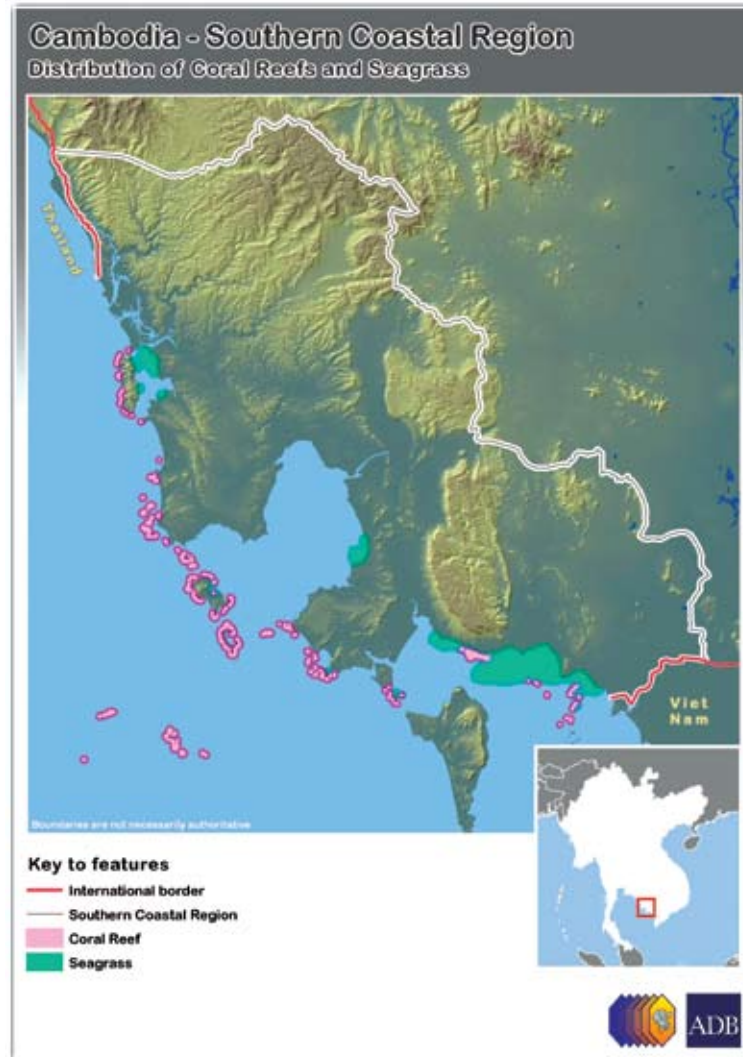 Cambodia - Southern Coastal Region
Distribution of Coral Reefs and Seagrass
Thailand
Viet
Nam
Boundaries are not necessarily authoritative
Key to features
International border
Southern Coastal Region
Coral Reef
Seagrass
ADB